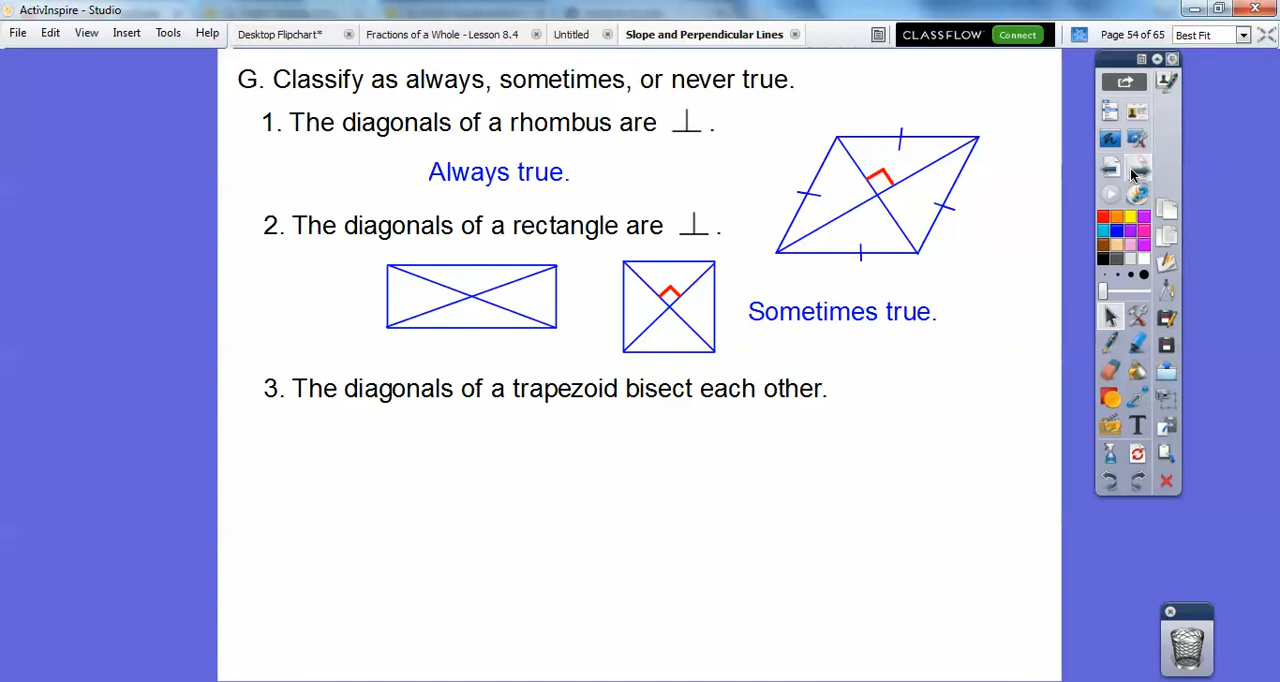 ActivInspire - Studio
File Edit View Insert Tools Help Desktop Flipchart* Fractions of a Whole - Lesson 8.4 Untitled Slope and Perpendicular Lines CLASSFLOW Connect Page 54 of 65 Best Fit
G. Classify as always, sometimes, or never true.
1. The diagonals of a rhombus are ⊥ .
Always true.
2. The diagonals of a rectangle are ⊥ .
Sometimes true.
3. The diagonals of a trapezoid bisect each other.